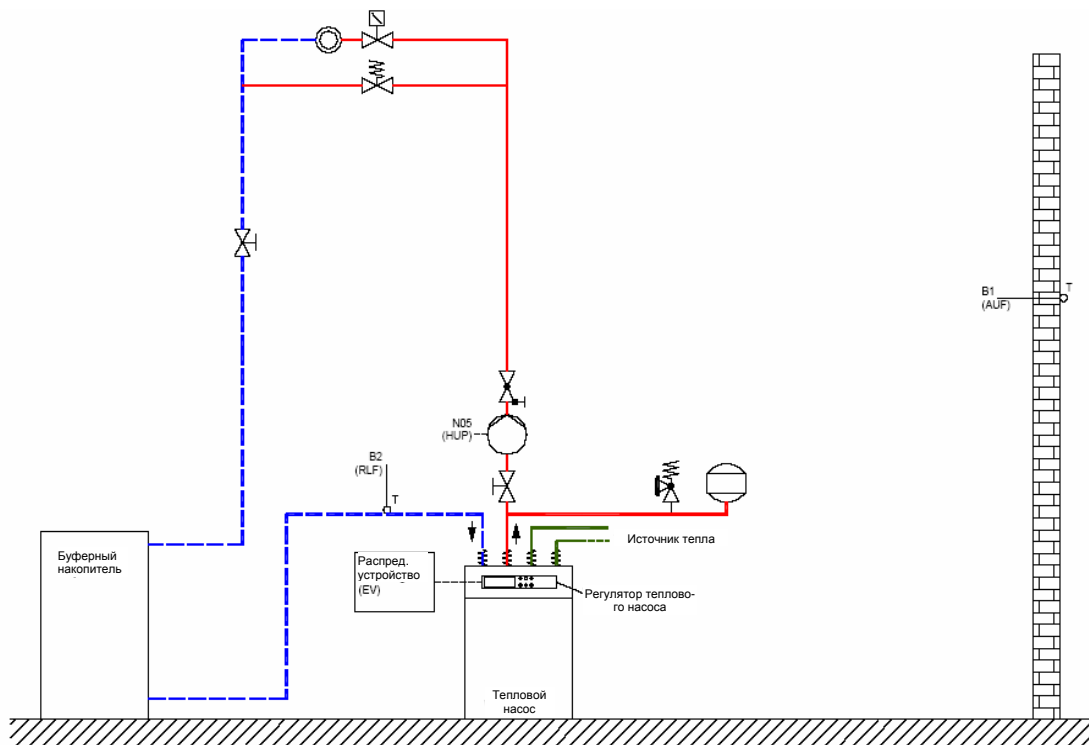 B1
(AUF)
T
N05
(HUP)
B2
(RLF)
T
Источник тепла
Буферный
накопитель
Распред.
устройство
(EV)
Регулятор теплово-
го насоса
Тепловой
насос